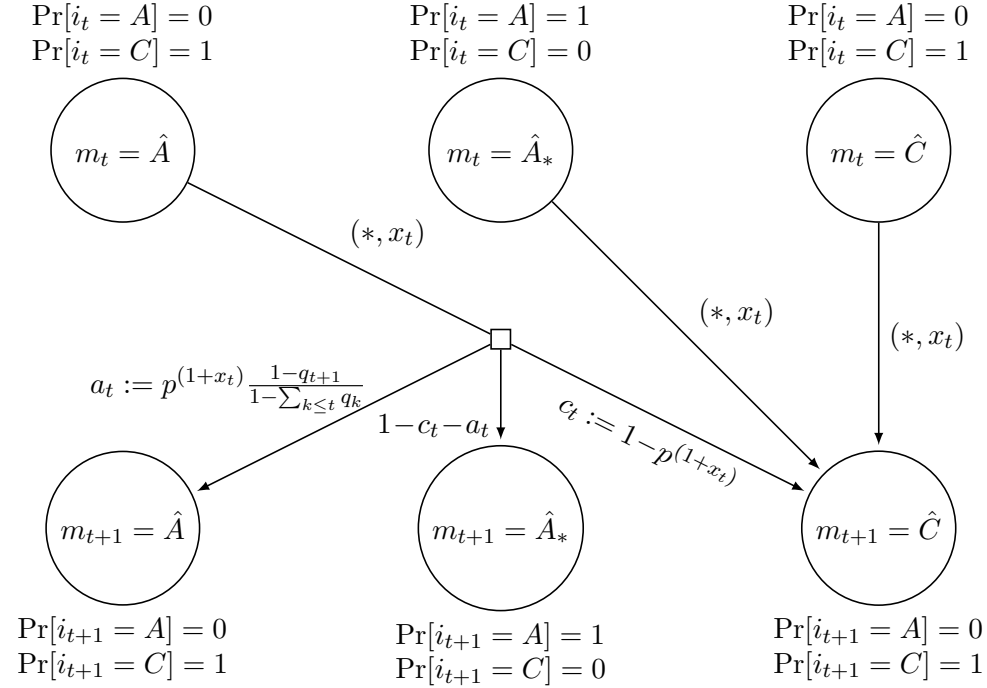 Pr[i_t = A] = 0
Pr[i_t = C] = 1
Pr[i_t = A] = 1
Pr[i_t = C] = 0
Pr[i_t = A] = 0
Pr[i_t = C] = 1
m_t = Â
m_t = Â_*
m_t = Ĉ
(*, x_t)
(*, x_t)
(*, x_t)
a_t := p^{(1+x_t)} \frac{1-q_{t+1}}{1-\sum_{k≤t} q_k}
1−c_t−a_t
c_t := 1−p^{(1+x_t)}
m_{t+1} = Â
m_{t+1} = Â_*
m_{t+1} = Ĉ
Pr[i_{t+1} = A] = 0
Pr[i_{t+1} = C] = 1
Pr[i_{t+1} = A] = 1
Pr[i_{t+1} = C] = 0
Pr[i_{t+1} = A] = 0
Pr[i_{t+1} = C] = 1